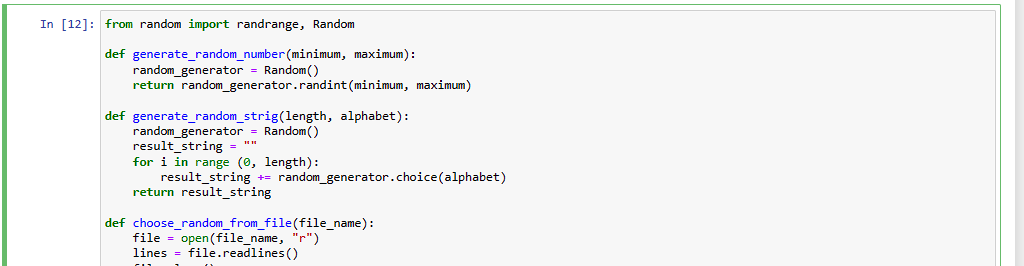 In [12]: from random import randrange, Random
def generate_random_number(minimum, maximum):
random_generator = Random()
return random_generator.randint(minimum, maximum)
def generate_random_strig(length, alphabet):
random_generator = Random()
result_string = ""
for i in range (0, length):
result_string += random_generator.choice(alphabet)
return result_string
def choose_random_from_file(file_name):
file = open(file_name, "r")
lines = file.readlines()